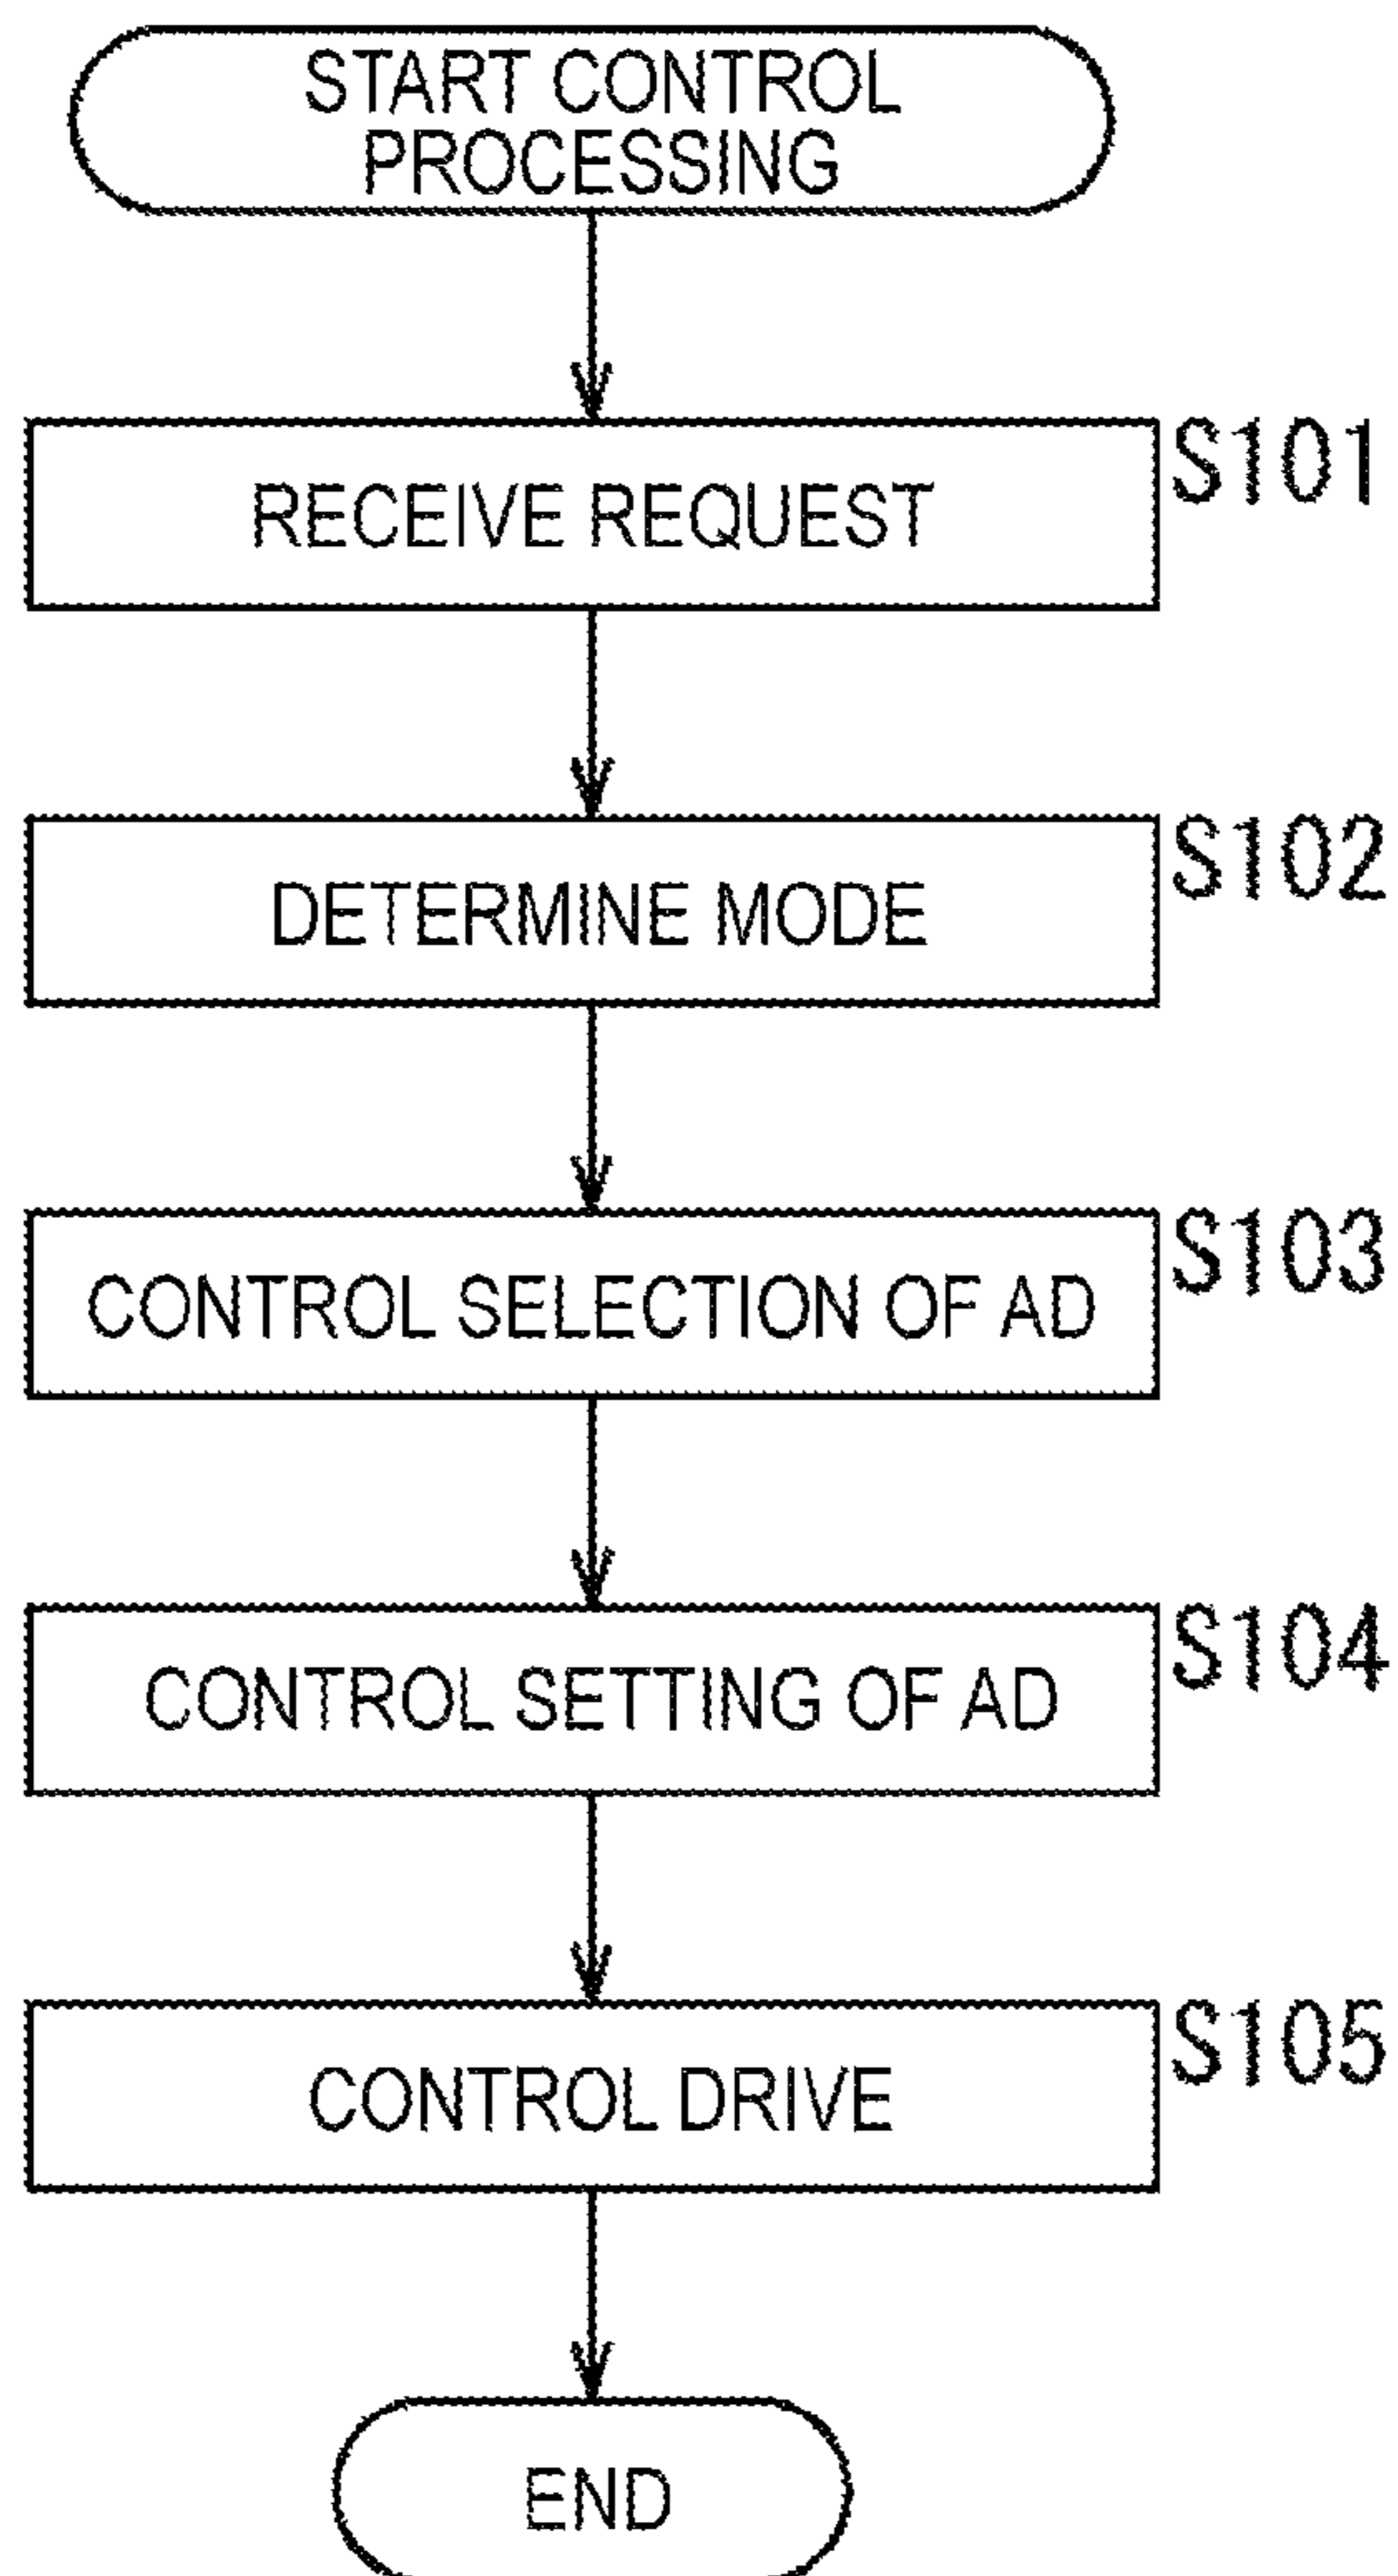 START CONTROL
PROCESSING
RECEIVE REQUEST
S101
DETERMINE MODE
S102
CONTROL SELECTION OF AD
S103
CONTROL SETTING OF AD
S104
CONTROL DRIVE
S105
END